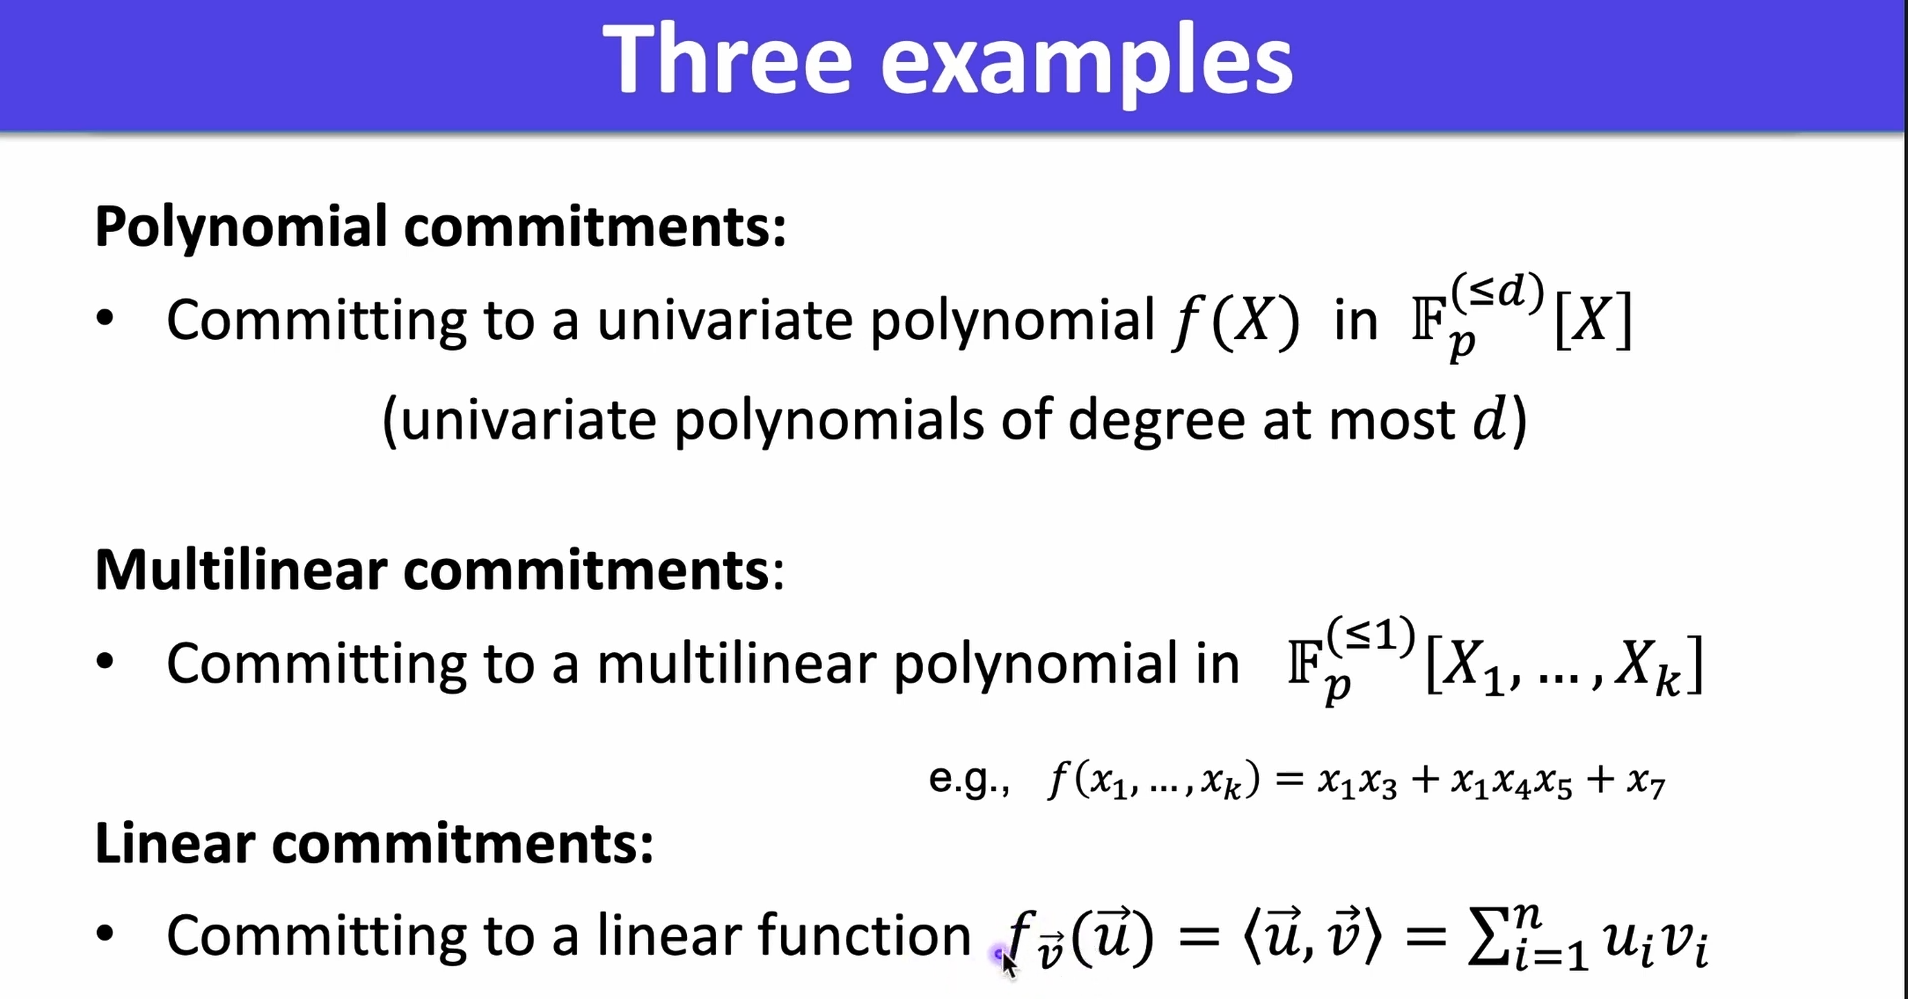 Three examples
Polynomial commitments:
• Committing to a univariate polynomial $f(X)$ in $\mathbb{F}_p^{(\leq d)}[X]$
(univariate polynomials of degree at most $d$)
Multilinear commitments:
• Committing to a multilinear polynomial in $\mathbb{F}_p^{(\leq 1)}[X_1, \ldots, X_k]$
e.g., $f(x_1, \ldots, x_k) = x_1x_3 + x_1x_4x_5 + x_7$
Linear commitments:
• Committing to a linear function $f_{\vec{v}}(\vec{u}) = \langle \vec{u}, \vec{v} \rangle = \sum_{i=1}^{n} u_i v_i$